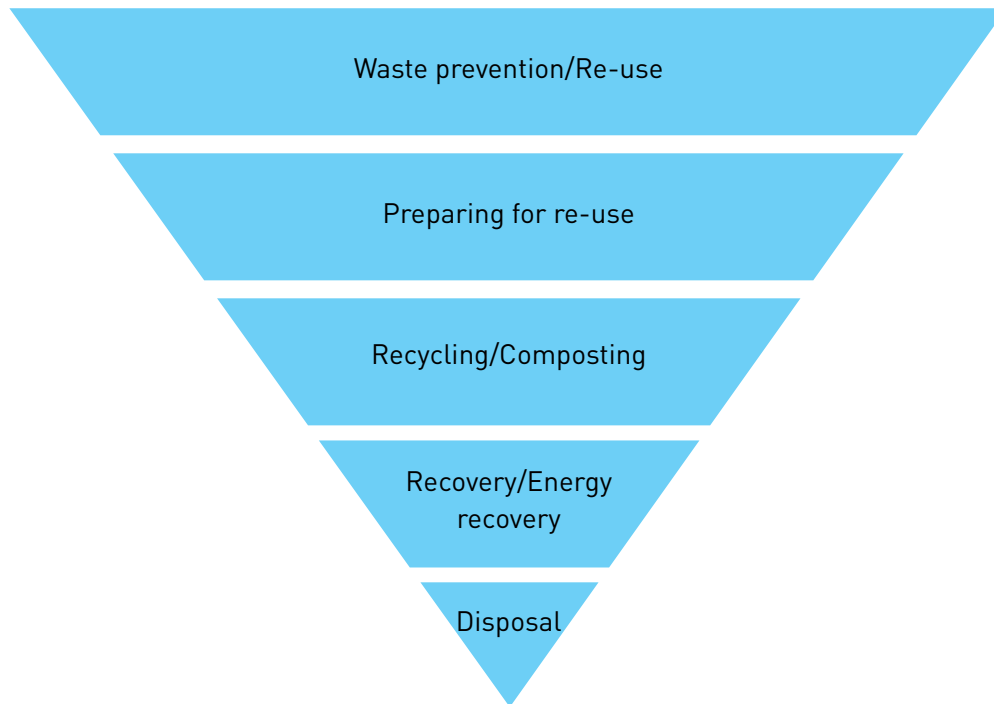 Waste prevention/Re-use
Preparing for re-use
Recycling/Composting
Recovery/Energy
recovery
Disposal